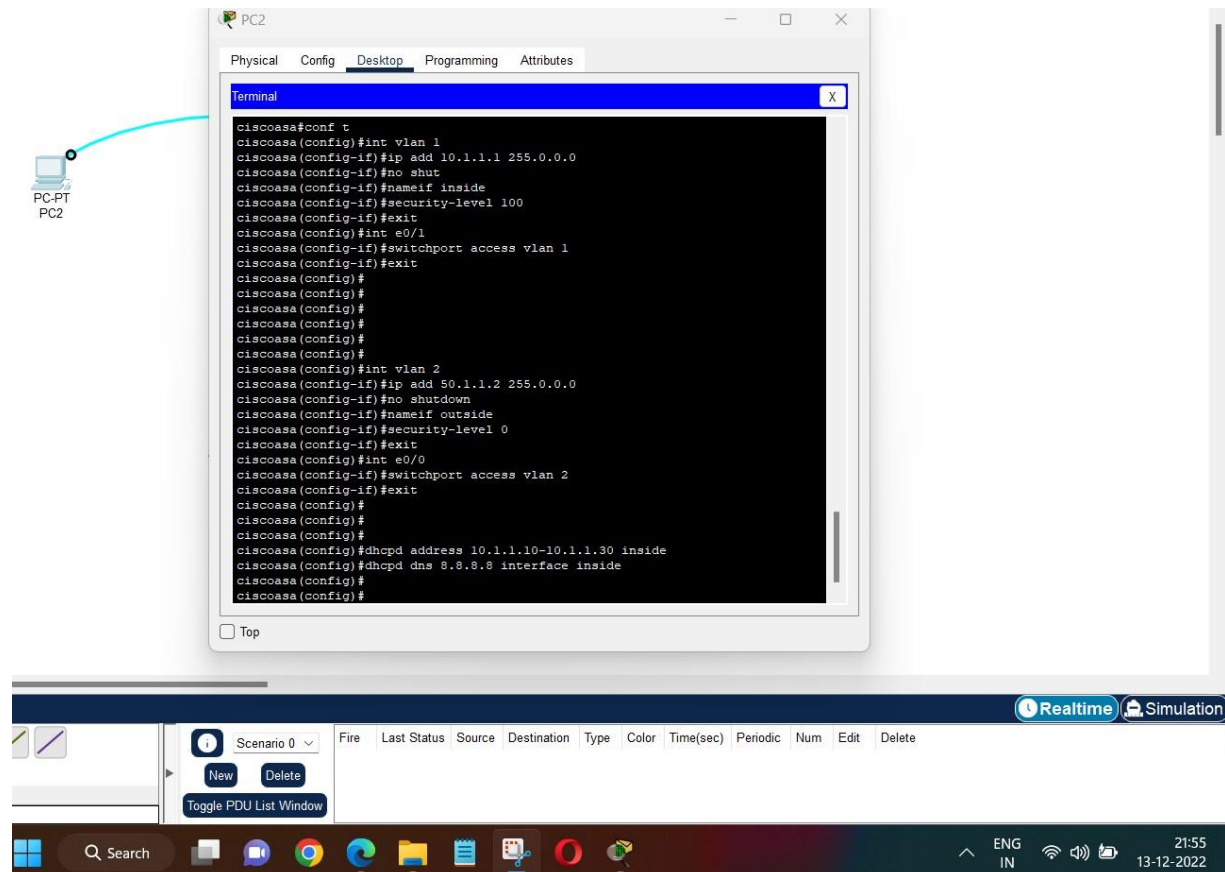 PC2
Physical Config Desktop Programming Attributes
Terminal
X
ciscoasa#conf t
ciscoasa(config)#int vlan 1
ciscoasa(config-if)#ip add 10.1.1.1 255.0.0.0
ciscoasa(config-if)#no shut
ciscoasa(config-if)#nameif inside
ciscoasa(config-if)#security-level 100
ciscoasa(config-if)#exit
ciscoasa(config)#int e0/1
ciscoasa(config-if)#switchport access vlan 1
ciscoasa(config-if)#exit
ciscoasa(config)#
ciscoasa(config)#
ciscoasa(config)#
ciscoasa(config)#
ciscoasa(config)#
ciscoasa(config)#
ciscoasa(config)#int vlan 2
ciscoasa(config-if)#ip add 50.1.1.2 255.0.0.0
ciscoasa(config-if)#no shutdown
ciscoasa(config-if)#nameif outside
ciscoasa(config-if)#security-level 0
ciscoasa(config-if)#exit
ciscoasa(config)#int e0/0
ciscoasa(config-if)#switchport access vlan 2
ciscoasa(config-if)#exit
ciscoasa(config)#
ciscoasa(config)#
ciscoasa(config)#
ciscoasa(config)#dhcpd address 10.1.1.10-10.1.1.30 inside
ciscoasa(config)#dhcpd dns 8.8.8.8 interface inside
ciscoasa(config)#
ciscoasa(config)#
Top
PC-PT
PC2
Realtime Simulation
Scenario 0
New Delete
Toggle PDU List Window
Fire Last Status Source Destination Type Color Time(sec) Periodic Num Edit Delete
Search
ENG
IN
21:55
13-12-2022